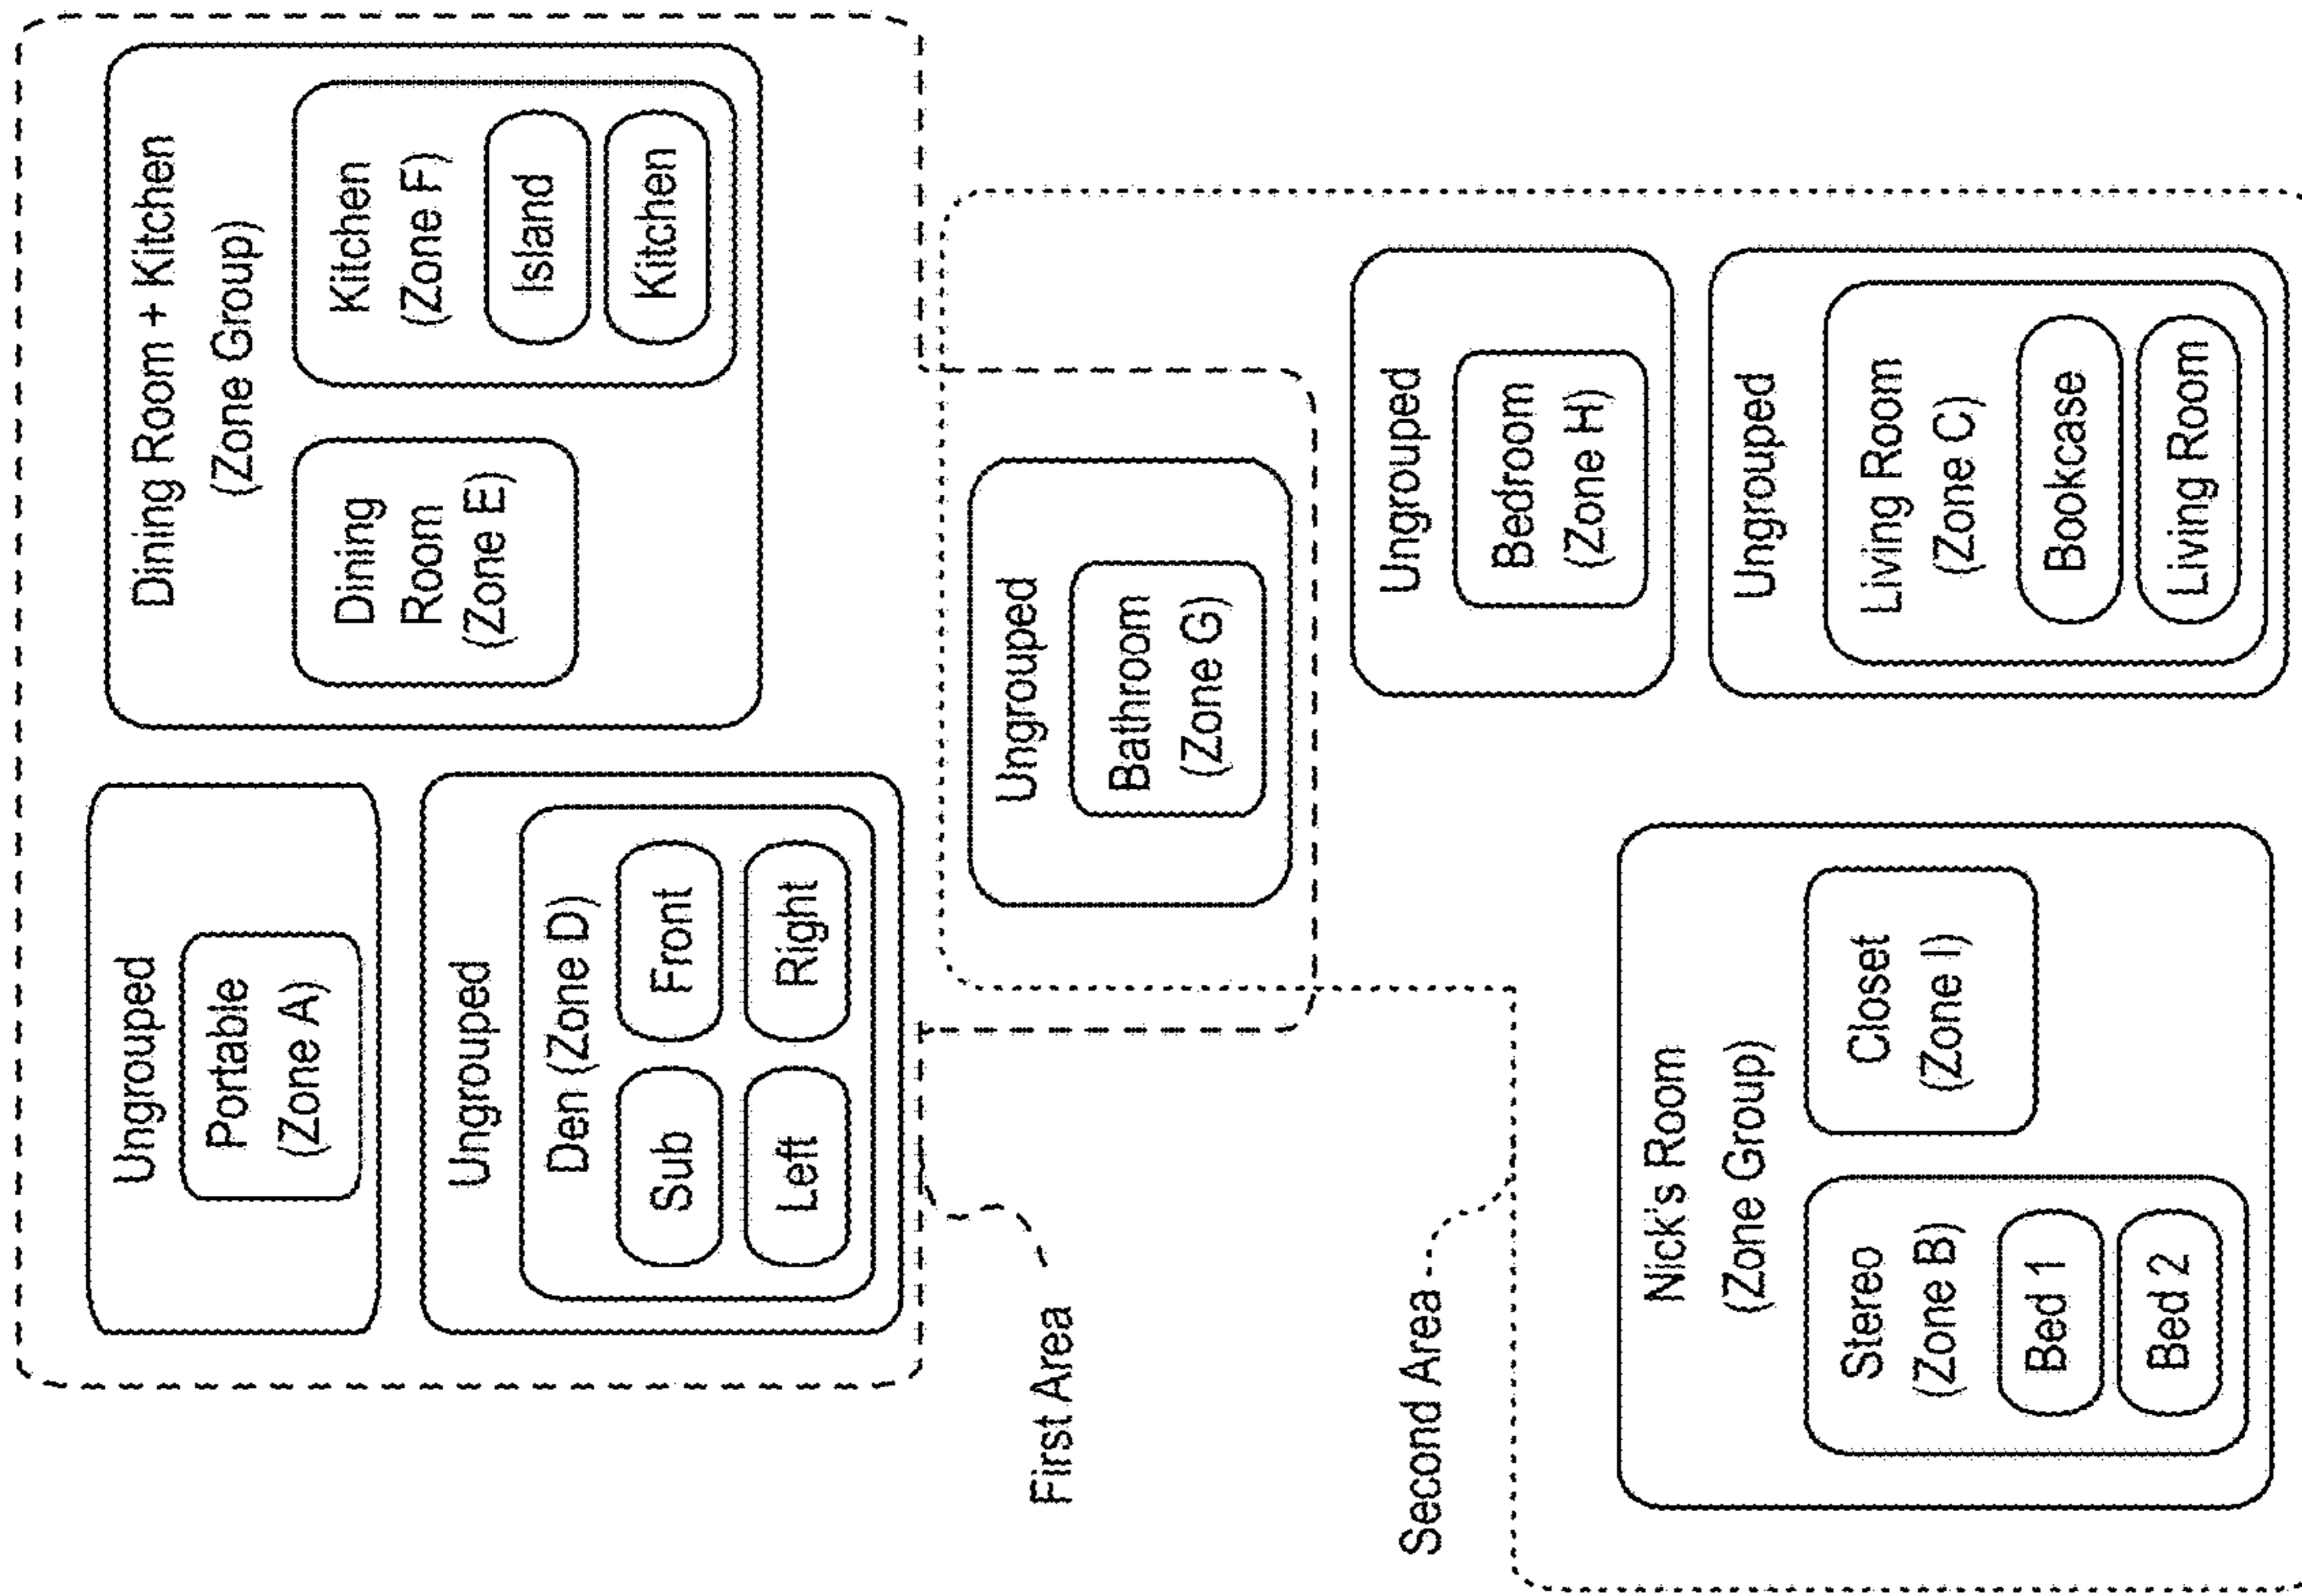 Ungrouped
Portable
(Zone A)
Ungrouped
Den (Zone D)
Sub
Front
Left
Right
Dining Room + Kitchen
(Zone Group)
Dining
Room
(Zone E)
Kitchen
(Zone F)
Island
Kitchen
First Area
Ungrouped
Bathroom
(Zone G)
Second Area
Ungrouped
Bedroom
(Zone H)
Nick's Room
(Zone Group)
Stereo
(Zone B)
Bed 1
Bed 2
Closet
(Zone I)
Ungrouped
Living Room
(Zone C)
Bookcase
Living Room